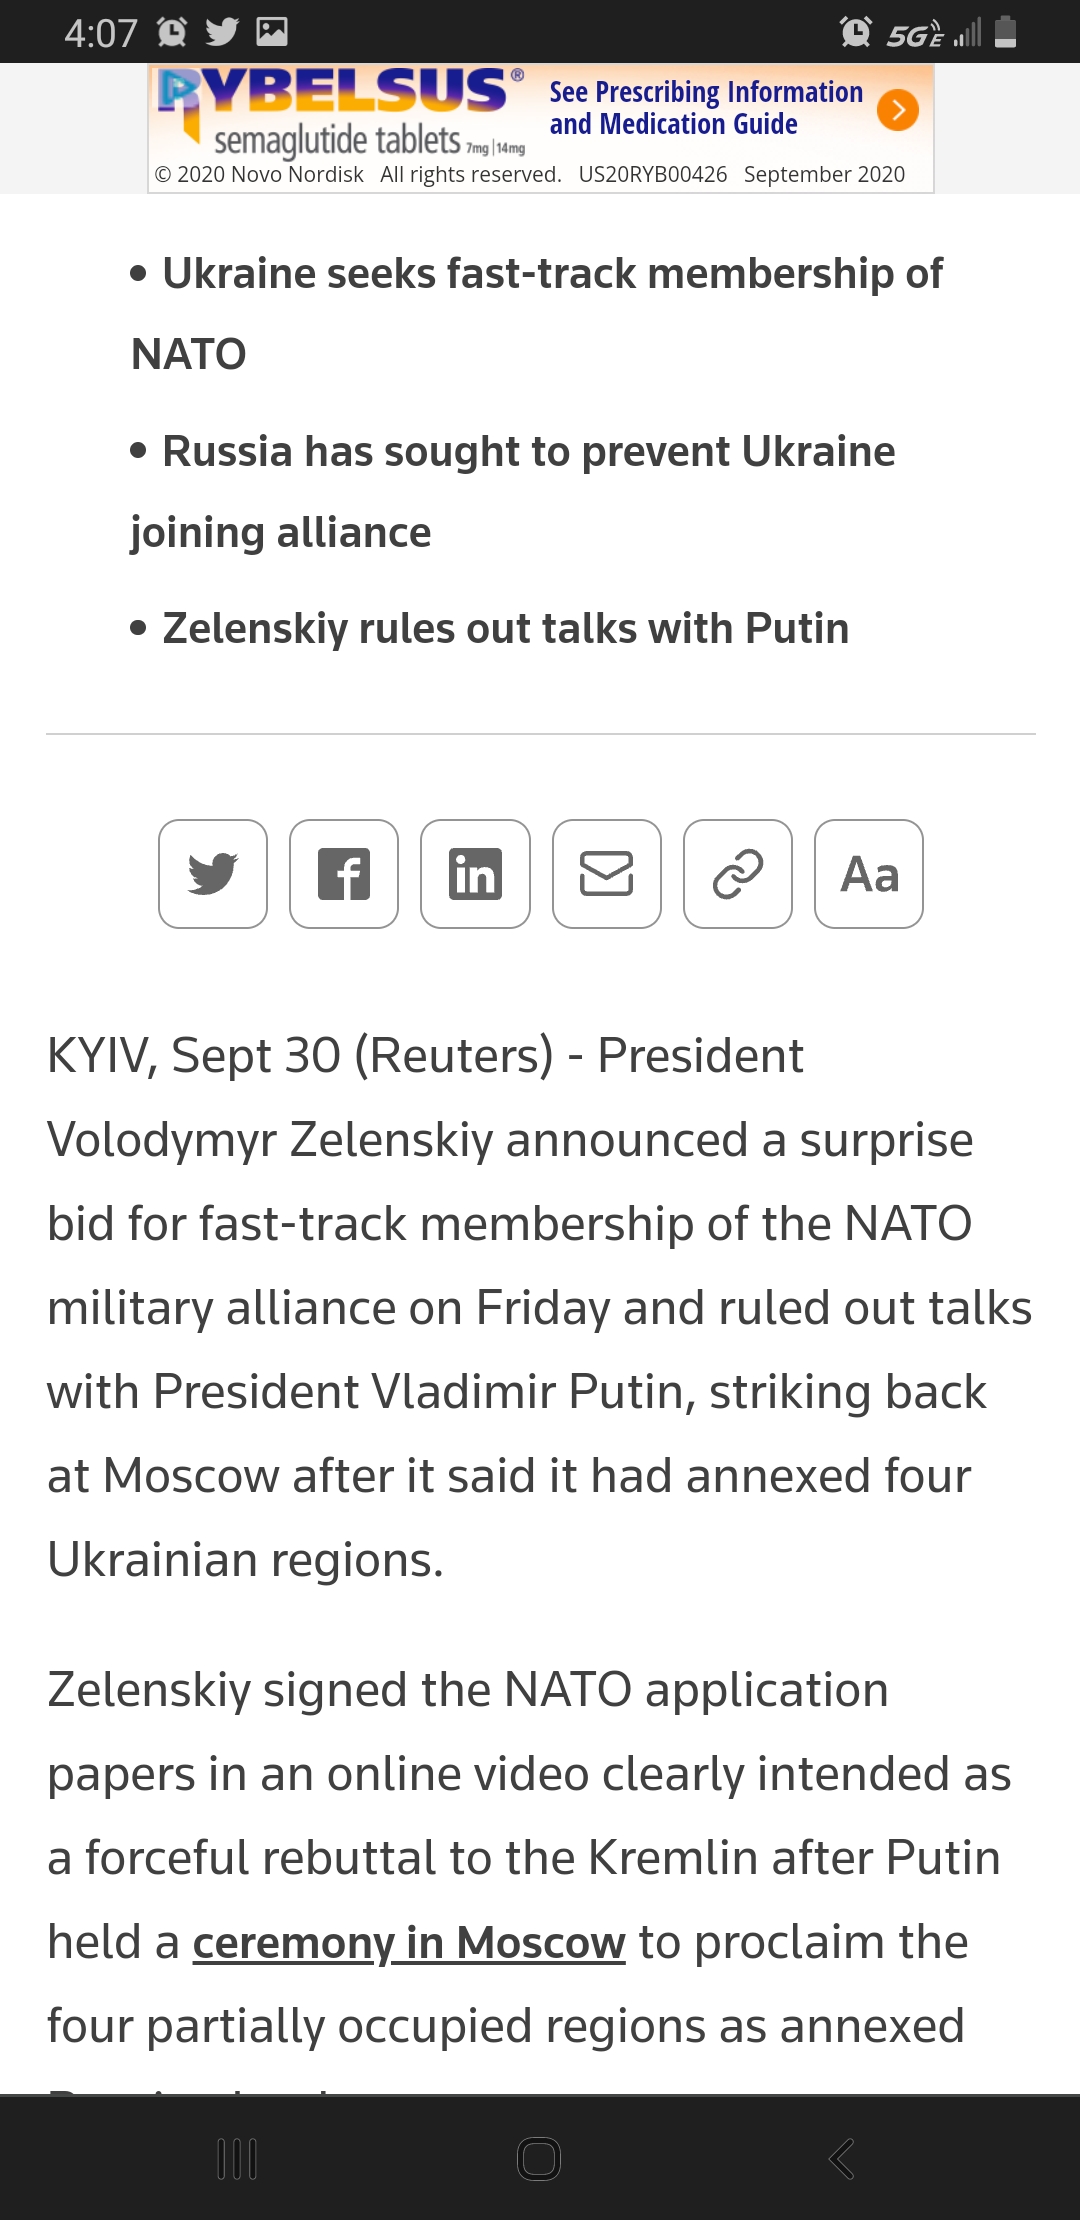 4:07 5GE
RYBELSUS®
semaglutide tablets 7mg | 14mg
See Prescribing Information
and Medication Guide
© 2020 Novo Nordisk All rights reserved. US20RYB00426 September 2020
• Ukraine seeks fast-track membership of
NATO
• Russia has sought to prevent Ukraine
joining alliance
• Zelenskiy rules out talks with Putin
f in Aa
KYIV, Sept 30 (Reuters) - President
Volodymyr Zelenskiy announced a surprise
bid for fast-track membership of the NATO
military alliance on Friday and ruled out talks
with President Vladimir Putin, striking back
at Moscow after it said it had annexed four
Ukrainian regions.
Zelenskiy signed the NATO application
papers in an online video clearly intended as
a forceful rebuttal to the Kremlin after Putin
held a ceremony in Moscow to proclaim the
four partially occupied regions as annexed